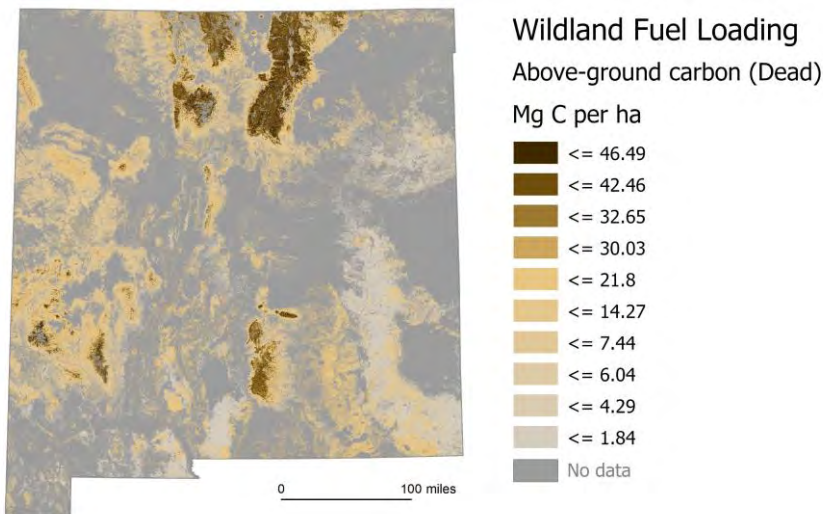 Wildland Fuel Loading
Above-ground carbon (Dead)
Mg C per ha
<= 46.49
<= 42.46
<= 32.65
<= 30.03
<= 21.8
<= 14.27
<= 7.44
<= 6.04
<= 4.29
<= 1.84
No data
0 100 miles